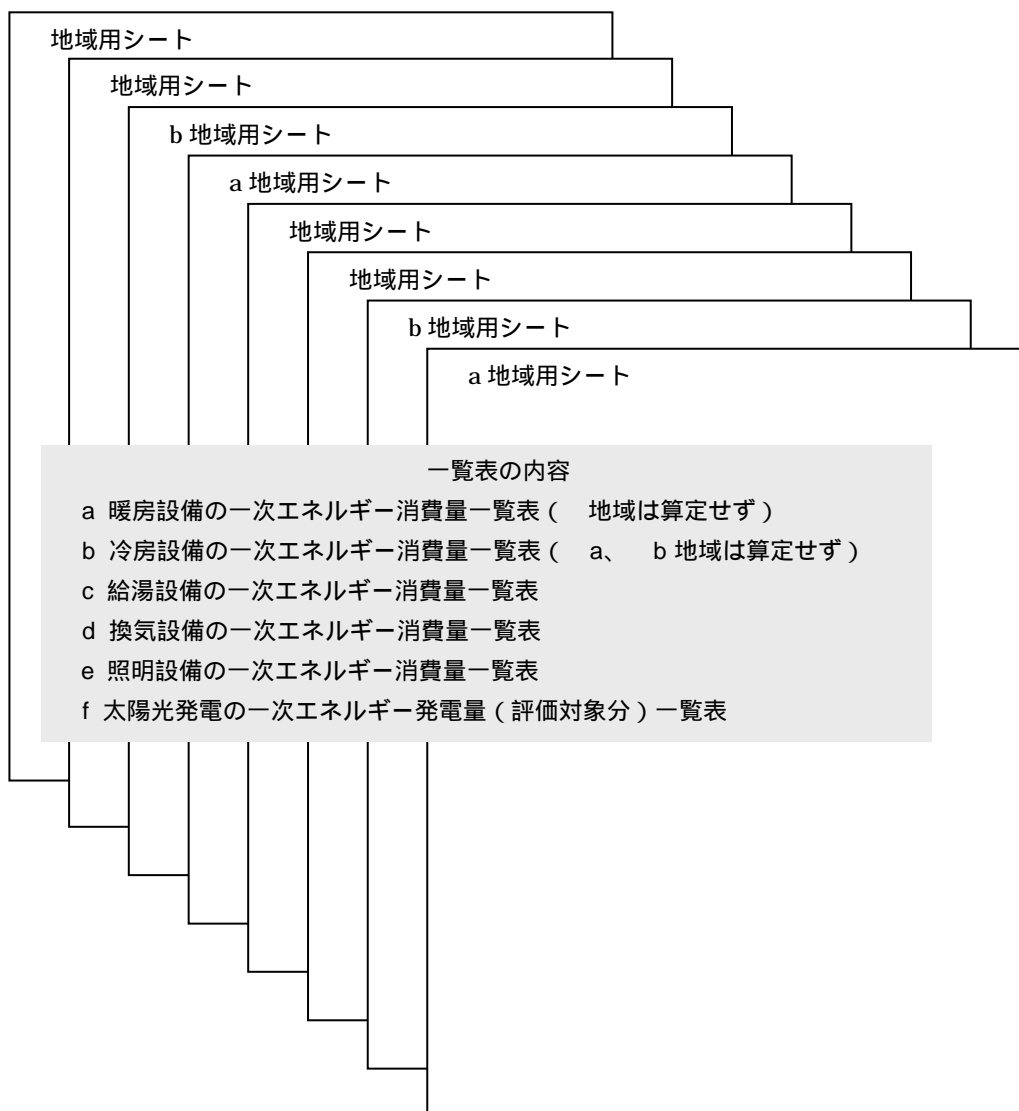 地域用シート
地域用シート
b 地域用シート
a 地域用シート
地域用シート
地域用シート
b 地域用シート
a 地域用シート
一覧表の内容
a 暖房設備の一次エネルギー消費量一覧表(　地域は算定せず)
b 冷房設備の一次エネルギー消費量一覧表(　a、　b 地域は算定せず)
c 給湯設備の一次エネルギー消費量一覧表
d 換気設備の一次エネルギー消費量一覧表
e 照明設備の一次エネルギー消費量一覧表
f 太陽光発電の一次エネルギー発電量(評価対象分)一覧表